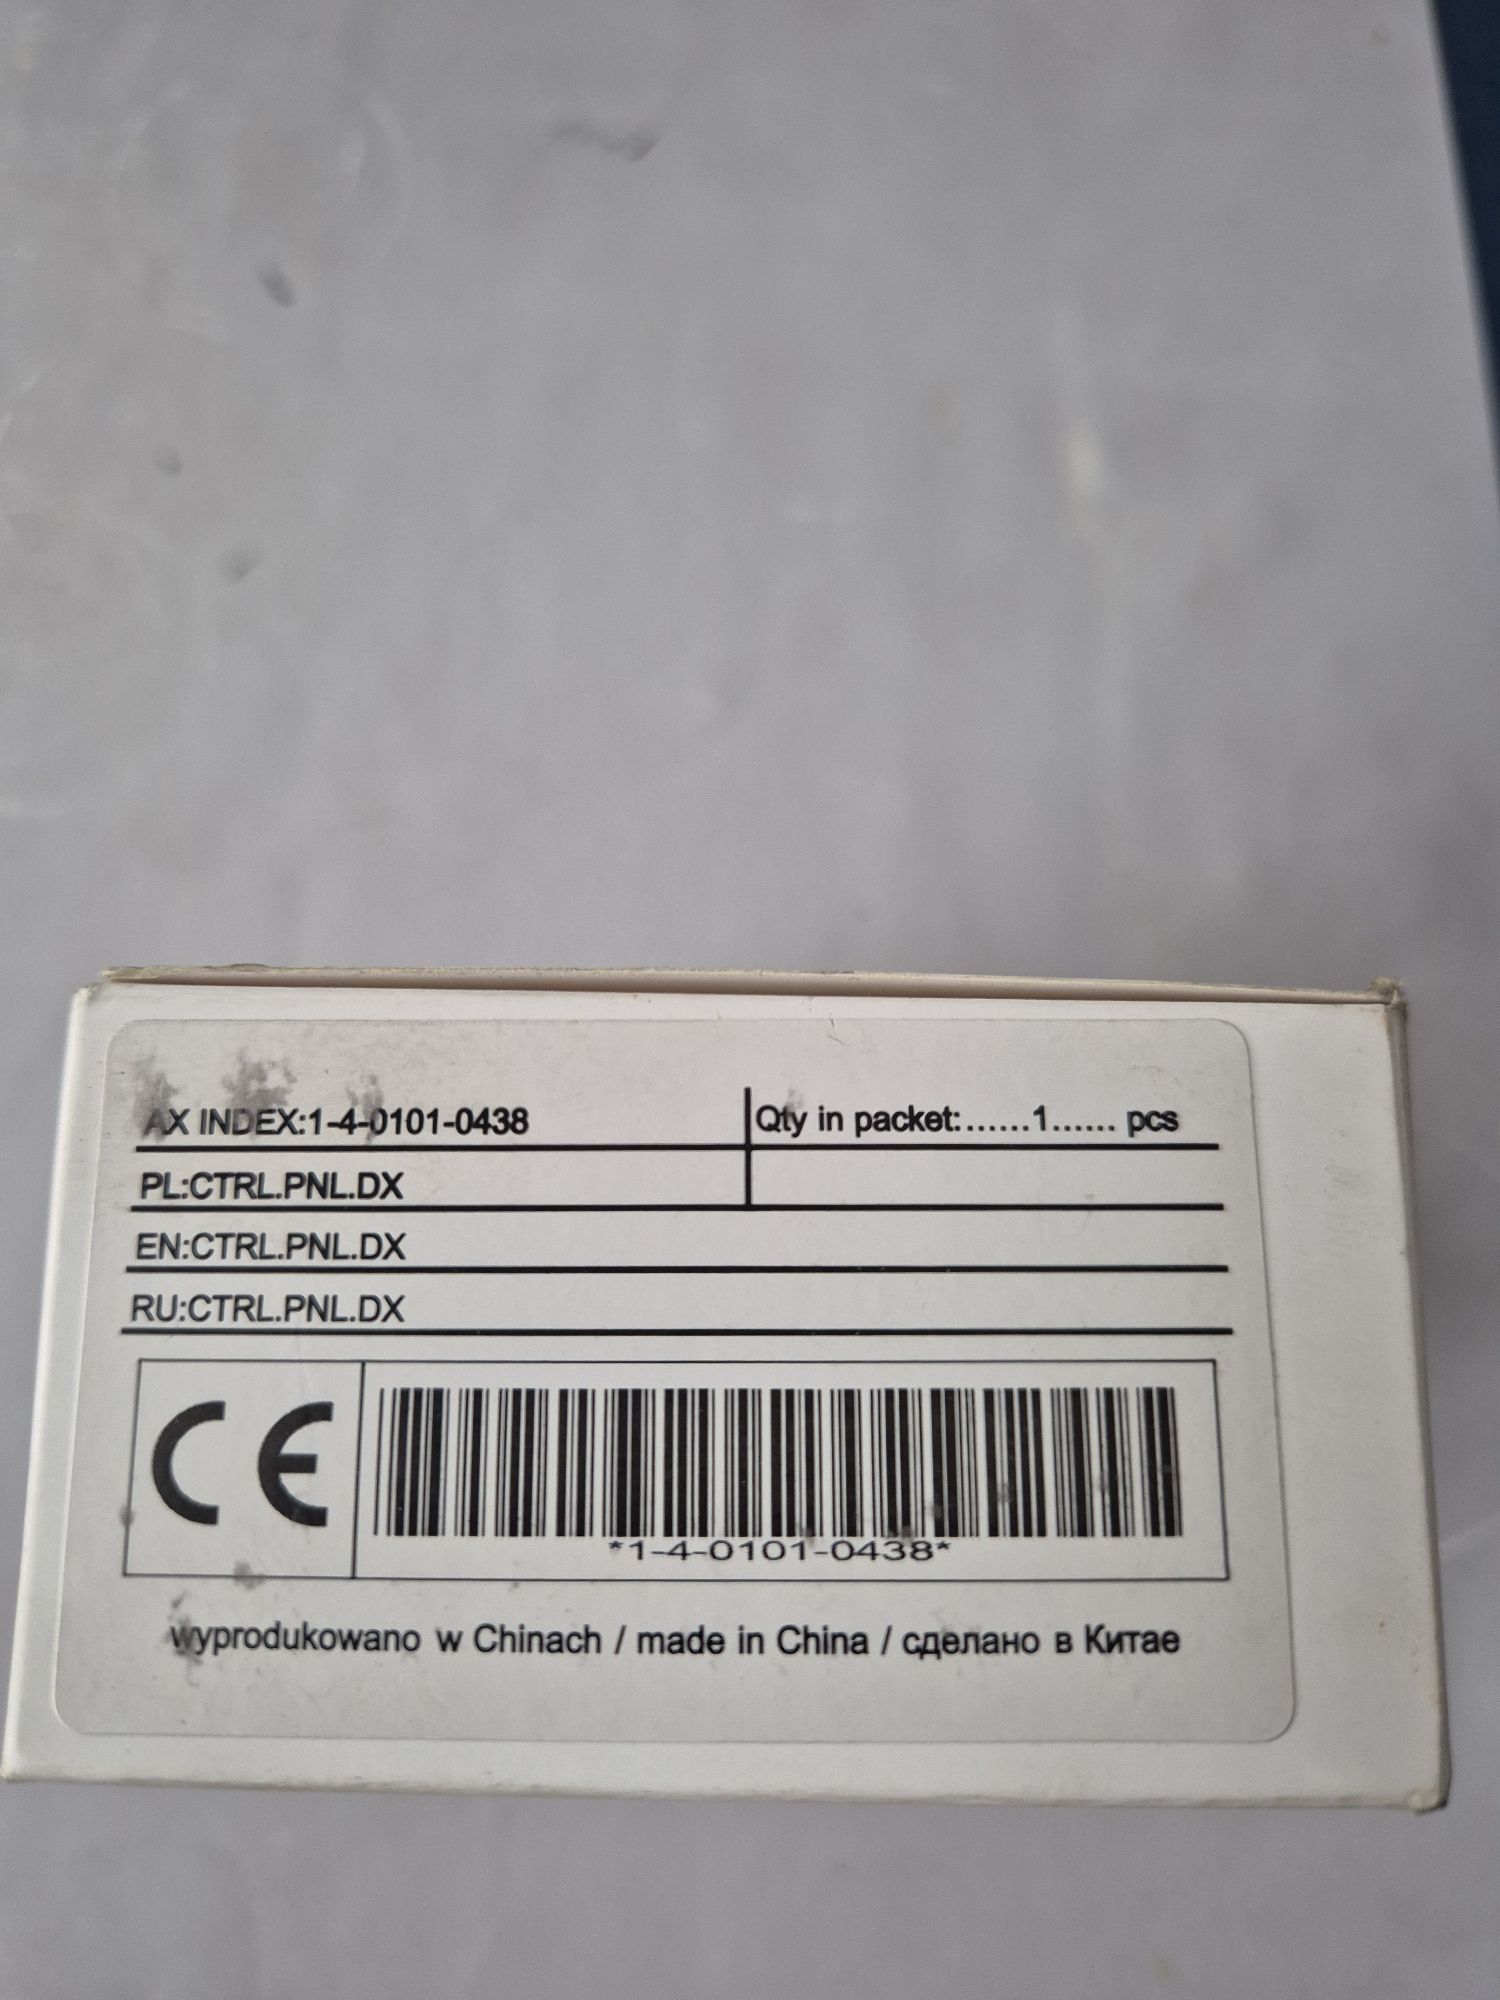 AX INDEX:1-4-0101-0438
Qty in packet:......1...... pcs
PL:CTRL.PNL.DX
EN:CTRL.PNL.DX
RU:CTRL.PNL.DX
CE
*1-4-0101-0438*
wyprodukowano w Chinach / made in China / сделано в Китае